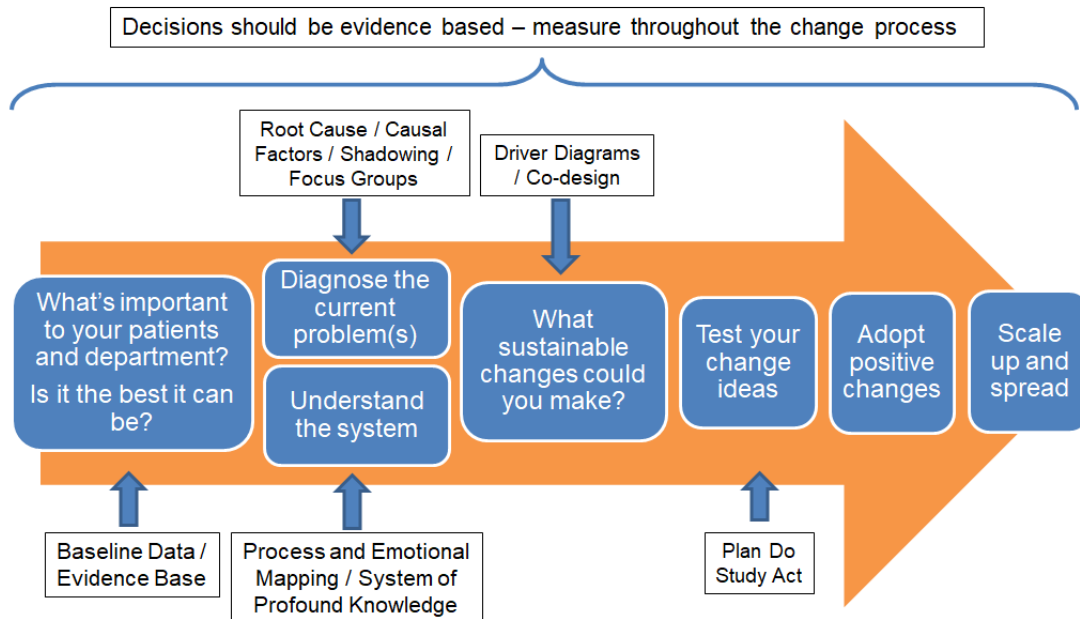 Decisions should be evidence based – measure throughout the change process
Root Cause / Causal
Factors / Shadowing /
Focus Groups
Driver Diagrams
/ Co-design
What's important
to your patients
and department?
Is it the best it can
be?
Diagnose the
current
problem(s)
Understand
the system
What
sustainable
changes could
you make?
Test your
change
ideas
Adopt
positive
changes
Scale
up and
spread
Baseline Data /
Evidence Base
Process and Emotional
Mapping / System of
Profound Knowledge
Plan Do
Study Act